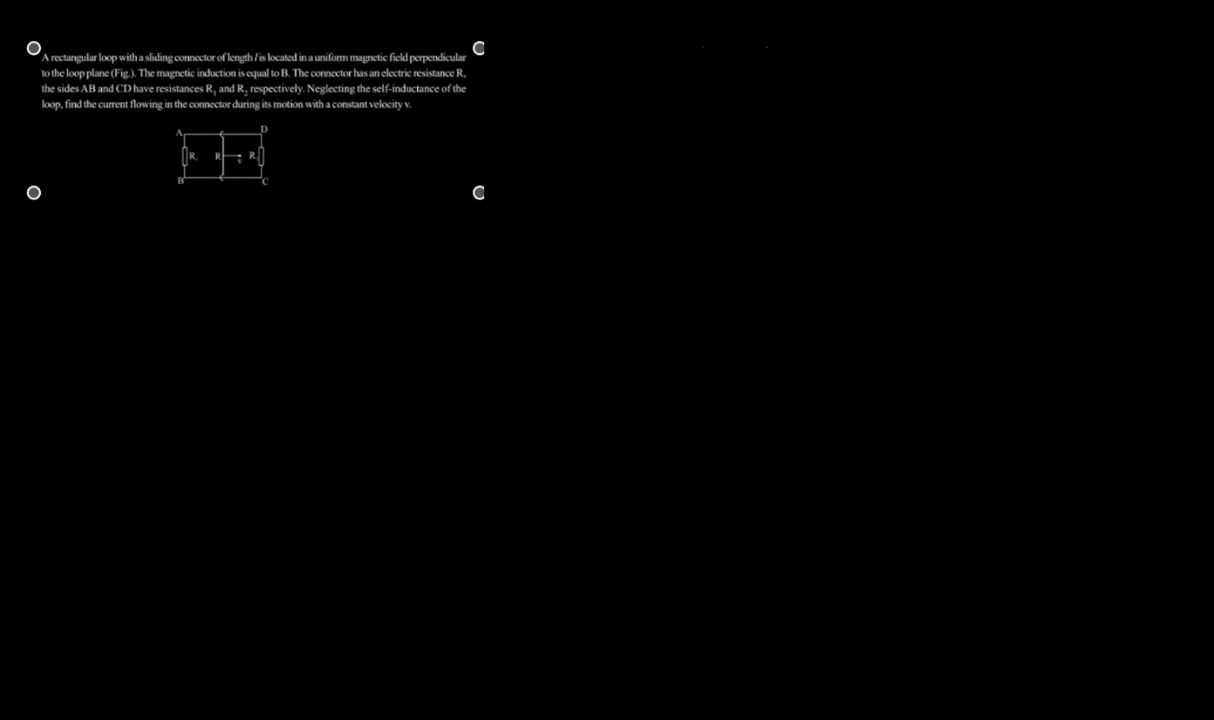 A rectangular loop with a sliding connector of length l is located in a uniform magnetic field perpendicular
to the loop plane (Fig.). The magnetic induction is equal to B. The connector has an electric resistance R,
the sides AB and CD have resistances R₁ and R₂ respectively. Neglecting the self-inductance of the
loop, find the current flowing in the connector during its motion with a constant velocity v.
A D
R₁ R v R
B C